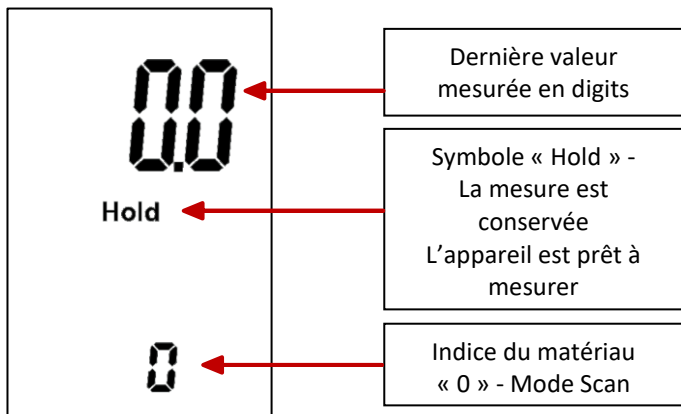 0.0
Dernière valeur
mesurée en digits
Hold
Symbole « Hold » -
La mesure est
conservée
L'appareil est prêt à
mesurer
0
Indice du matériau
« 0 » - Mode Scan